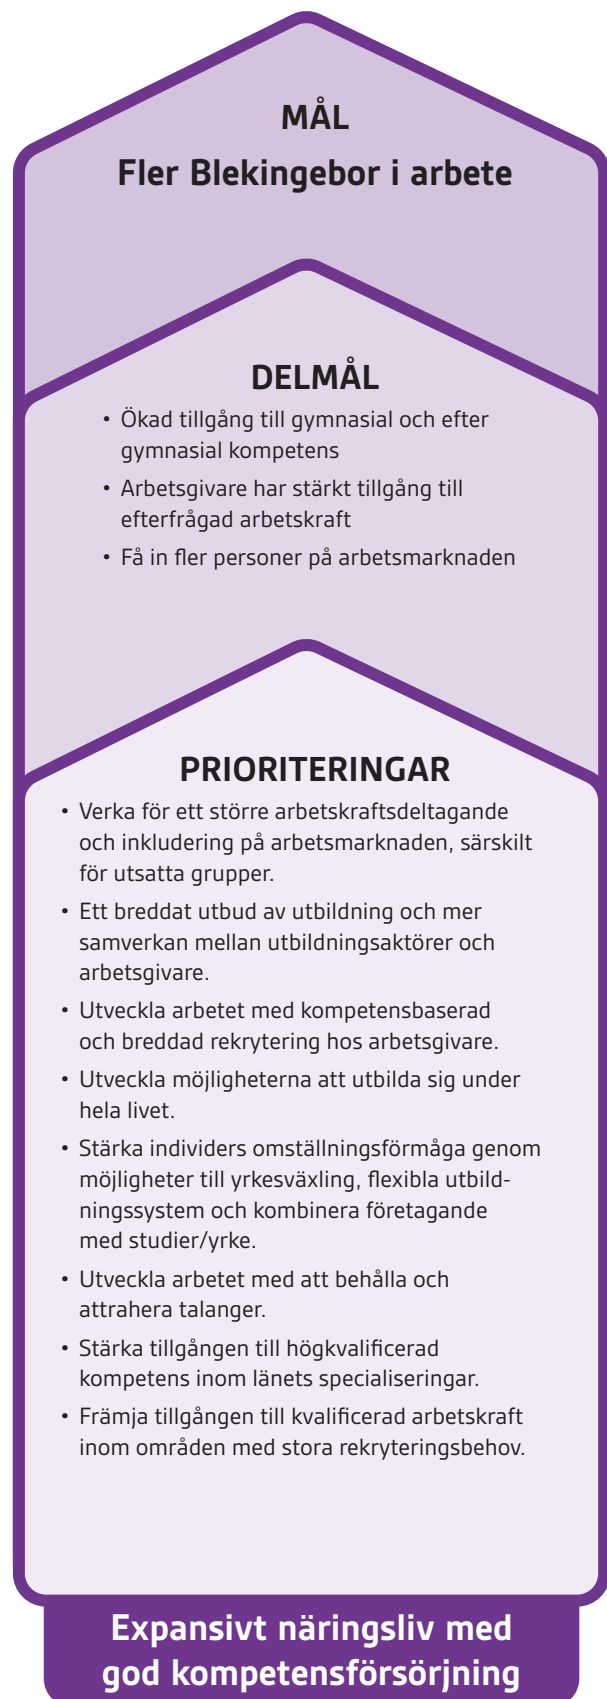 MÅL
Fler Blekingebor i arbete
DELMÅL
• Ökad tillgång till gymnasial och efter
gymnasial kompetens
• Arbetsgivare har stärkt tillgång till
efterfrågad arbetskraft
• Få in fler personer på arbetsmarknaden
PRIORITERINGAR
• Verka för ett större arbetskraftsdeltagande
och inkludering på arbetsmarknaden, särskilt
för utsatta grupper.
• Ett breddat utbud av utbildning och mer
samverkan mellan utbildningsaktörer och
arbetsgivare.
• Utveckla arbetet med kompetensbaserad
och breddad rekrytering hos arbetsgivare.
• Utveckla möjligheterna att utbilda sig under
hela livet.
• Stärka individers omställningsförmåga genom
möjligheter till yrkesväxling, flexibla utbild-
ningssystem och kombinera företagande
med studier/yrke.
• Utveckla arbetet med att behålla och
attrahera talanger.
• Stärka tillgången till högkvalificerad
kompetens inom länets specialiseringar.
• Främja tillgången till kvalificerad arbetskraft
inom områden med stora rekryteringsbehov.
Expansivt näringsliv med
god kompetensförsörjning